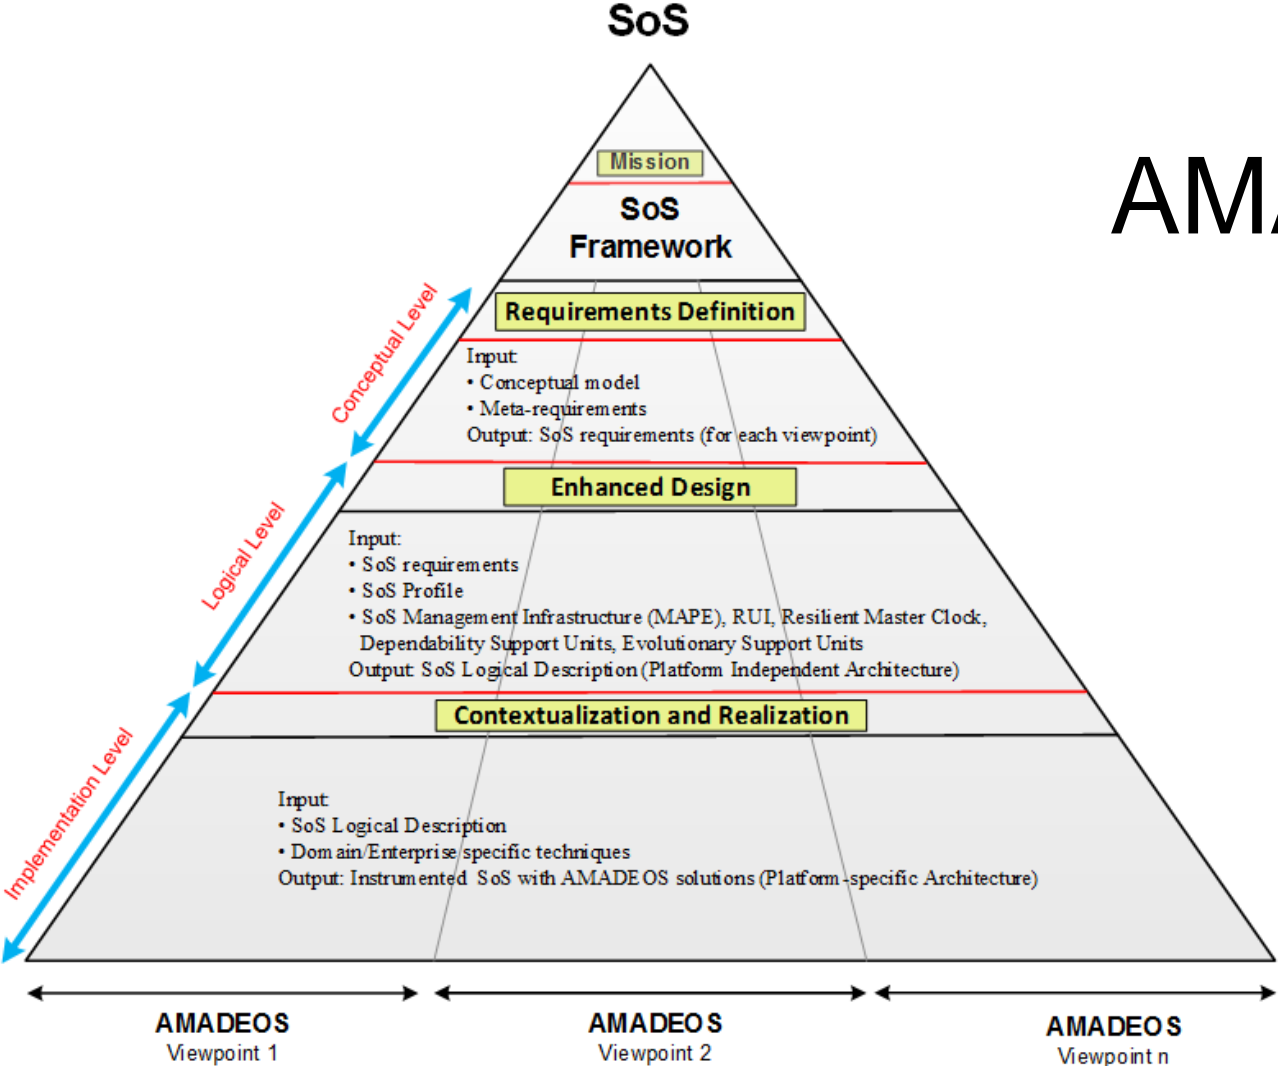 SoS
Mission
SoS
Framework
AMA
Requirements Definition
Conceptual Level
Input:
• Conceptual model
• Meta-requirements
Output: SoS requirements (for each viewpoint)
Enhanced Design
Logical Level
Input:
• SoS requirements
• SoS Profile
• SoS Management Infrastructure (MAPE), RUI, Resilient Master Clock,
Dependability Support Units, Evolutionary Support Units
Output: SoS Logical Description (Platform Independent Architecture)
Contextualization and Realization
Implementation Level
Input:
• SoS Logical Description
• Domain/Enterprise specific techniques
Output: Instrumented SoS with AMADEOS solutions (Platform-specific Architecture)
AMADEOS
Viewpoint 1
AMADEOS
Viewpoint 2
AMADEOS
Viewpoint n